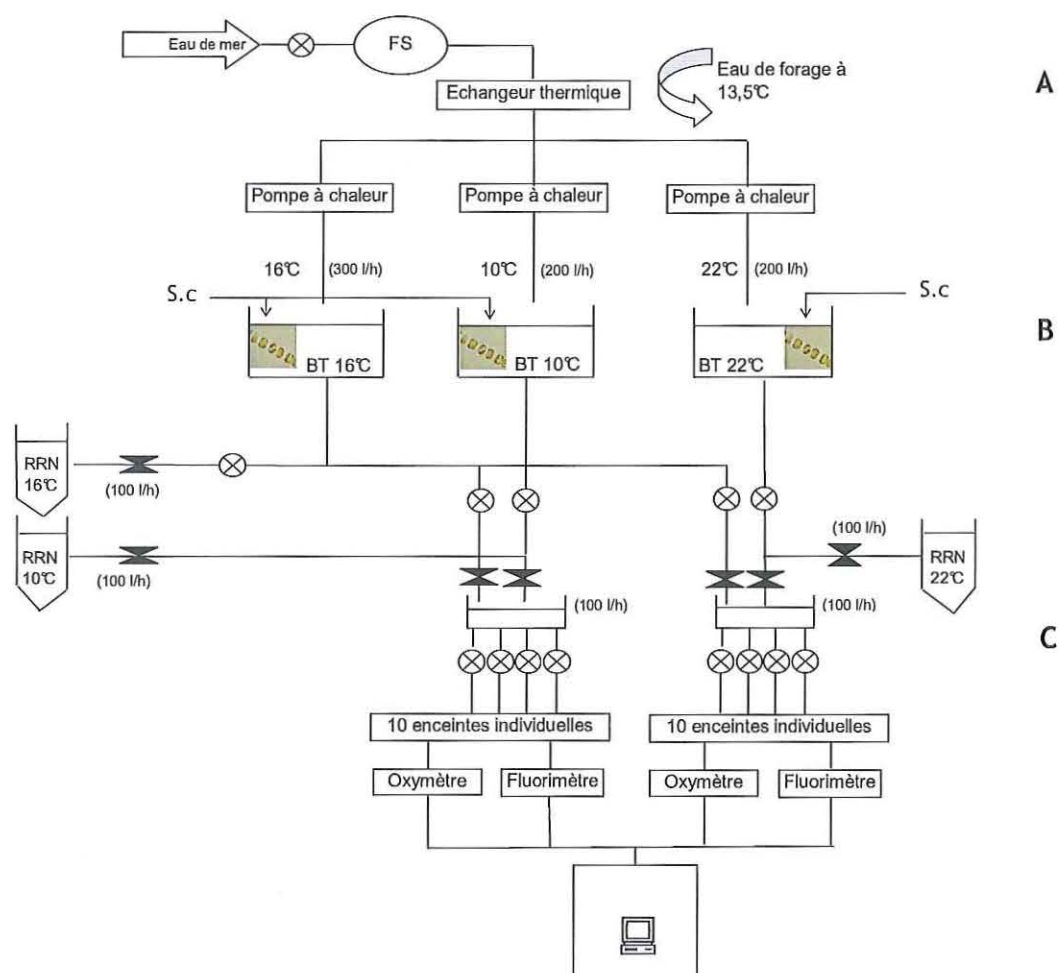 Eau de mer
FS
Eau de forage à
13,5℃
A
Echangeur thermique
Pompe à chaleur
Pompe à chaleur
Pompe à chaleur
16℃ (300 l/h)
10℃ (200 l/h)
22℃ (200 l/h)
S.c
S.c
B
BT 16℃
BT 10℃
BT 22℃
RRN
16℃
(100 l/h)
RRN
10℃
(100 l/h)
(100 l/h)
RRN
22℃
(100 l/h)
(100 l/h)
C
10 enceintes individuelles
10 enceintes individuelles
Oxymètre
Fluorimètre
Oxymètre
Fluorimètre